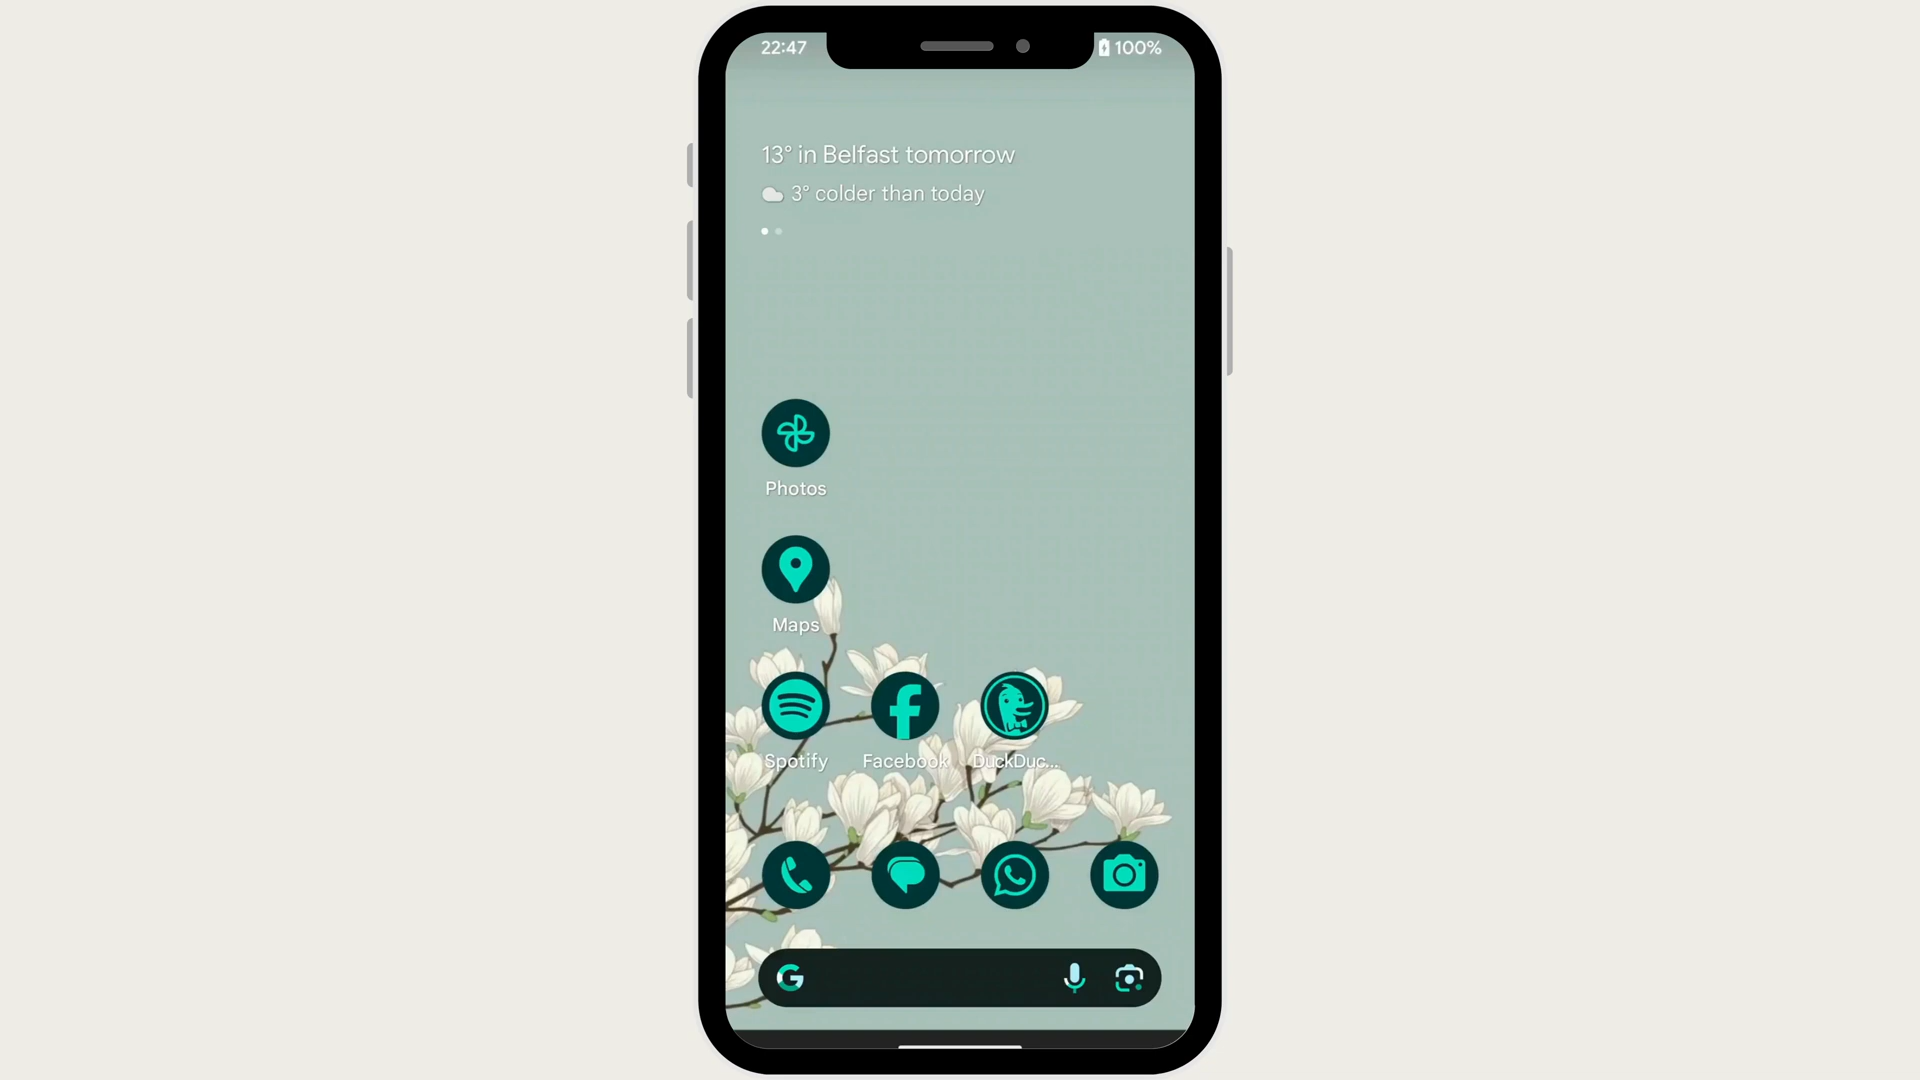 22:47
100%
13° in Belfast tomorrow
3° colder than today
Photos
Maps
Spotify
Facebook
DuckDuc...